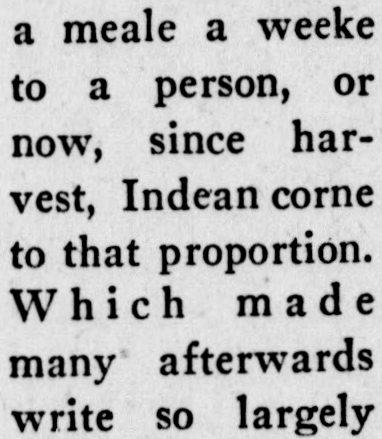 a meale a weeke
to a person, or
now, since har-
vest, Indean corne
to that proportion.
Which made
many afterwards
write so largely